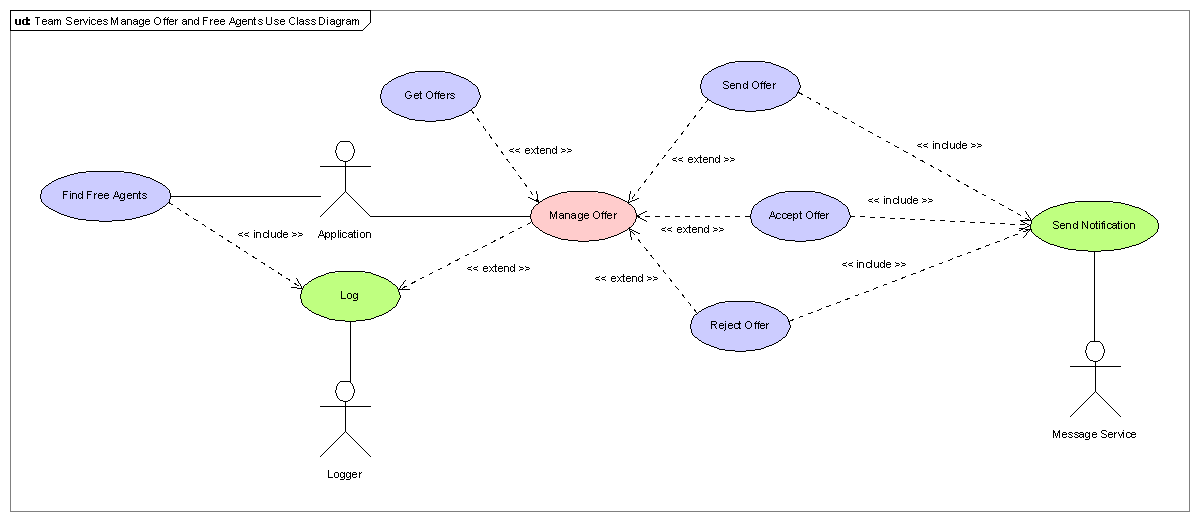 ud: Team Services Manage Offer and Free Agents Use Class Diagram
Get Offers
Send Offer
<< include >>
<< extend >>
<< extend >>
Find Free Agents
Application
Manage Offer
Accept Offer
<< include >>
Send Notification
<< extend >>
<< include >>
<< extend >>
<< extend >>
<< include >>
Log
Reject Offer
Logger
Message Service